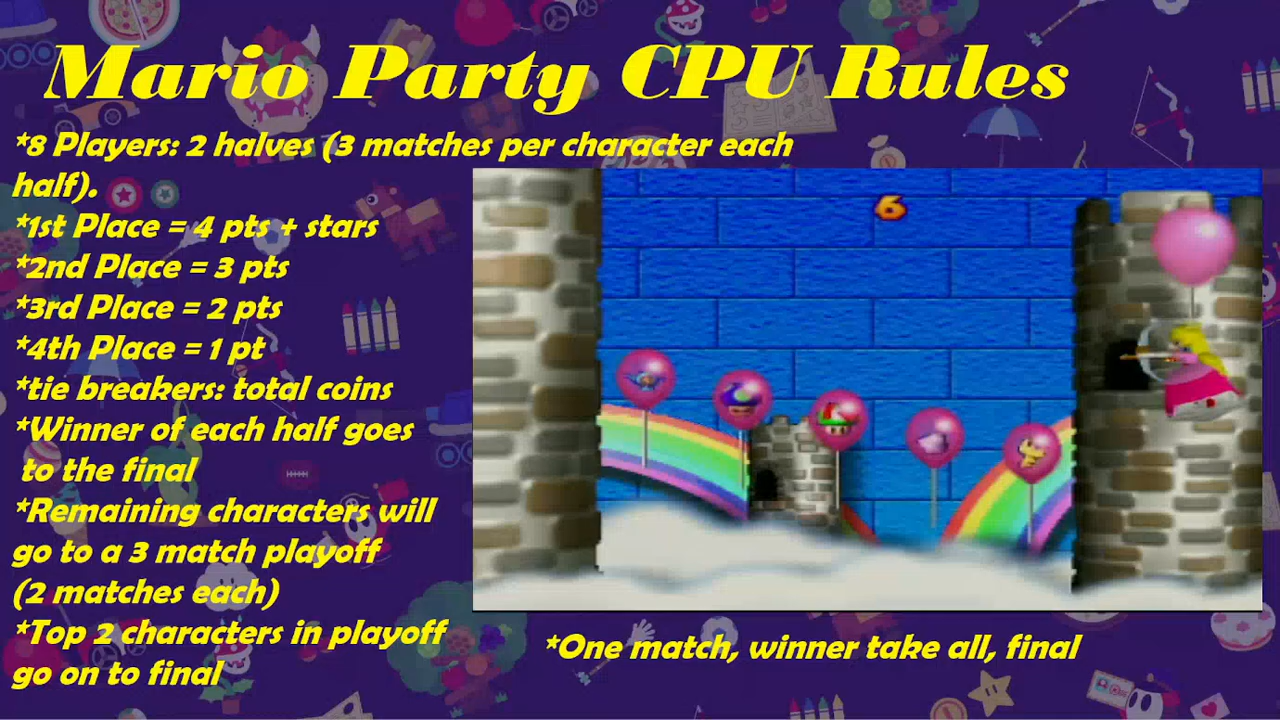 Mario Party CPU Rules
*8 Players: 2 halves (3 matches per character each
half).
*1st Place = 4 pts + stars
*2nd Place = 3 pts
*3rd Place = 2 pts
*4th Place = 1 pt
*tie breakers: total coins
*Winner of each half goes
to the final
*Remaining characters will
go to a 3 match playoff
(2 matches each)
*Top 2 characters in playoff
go on to final
6
*One match, winner take all, final